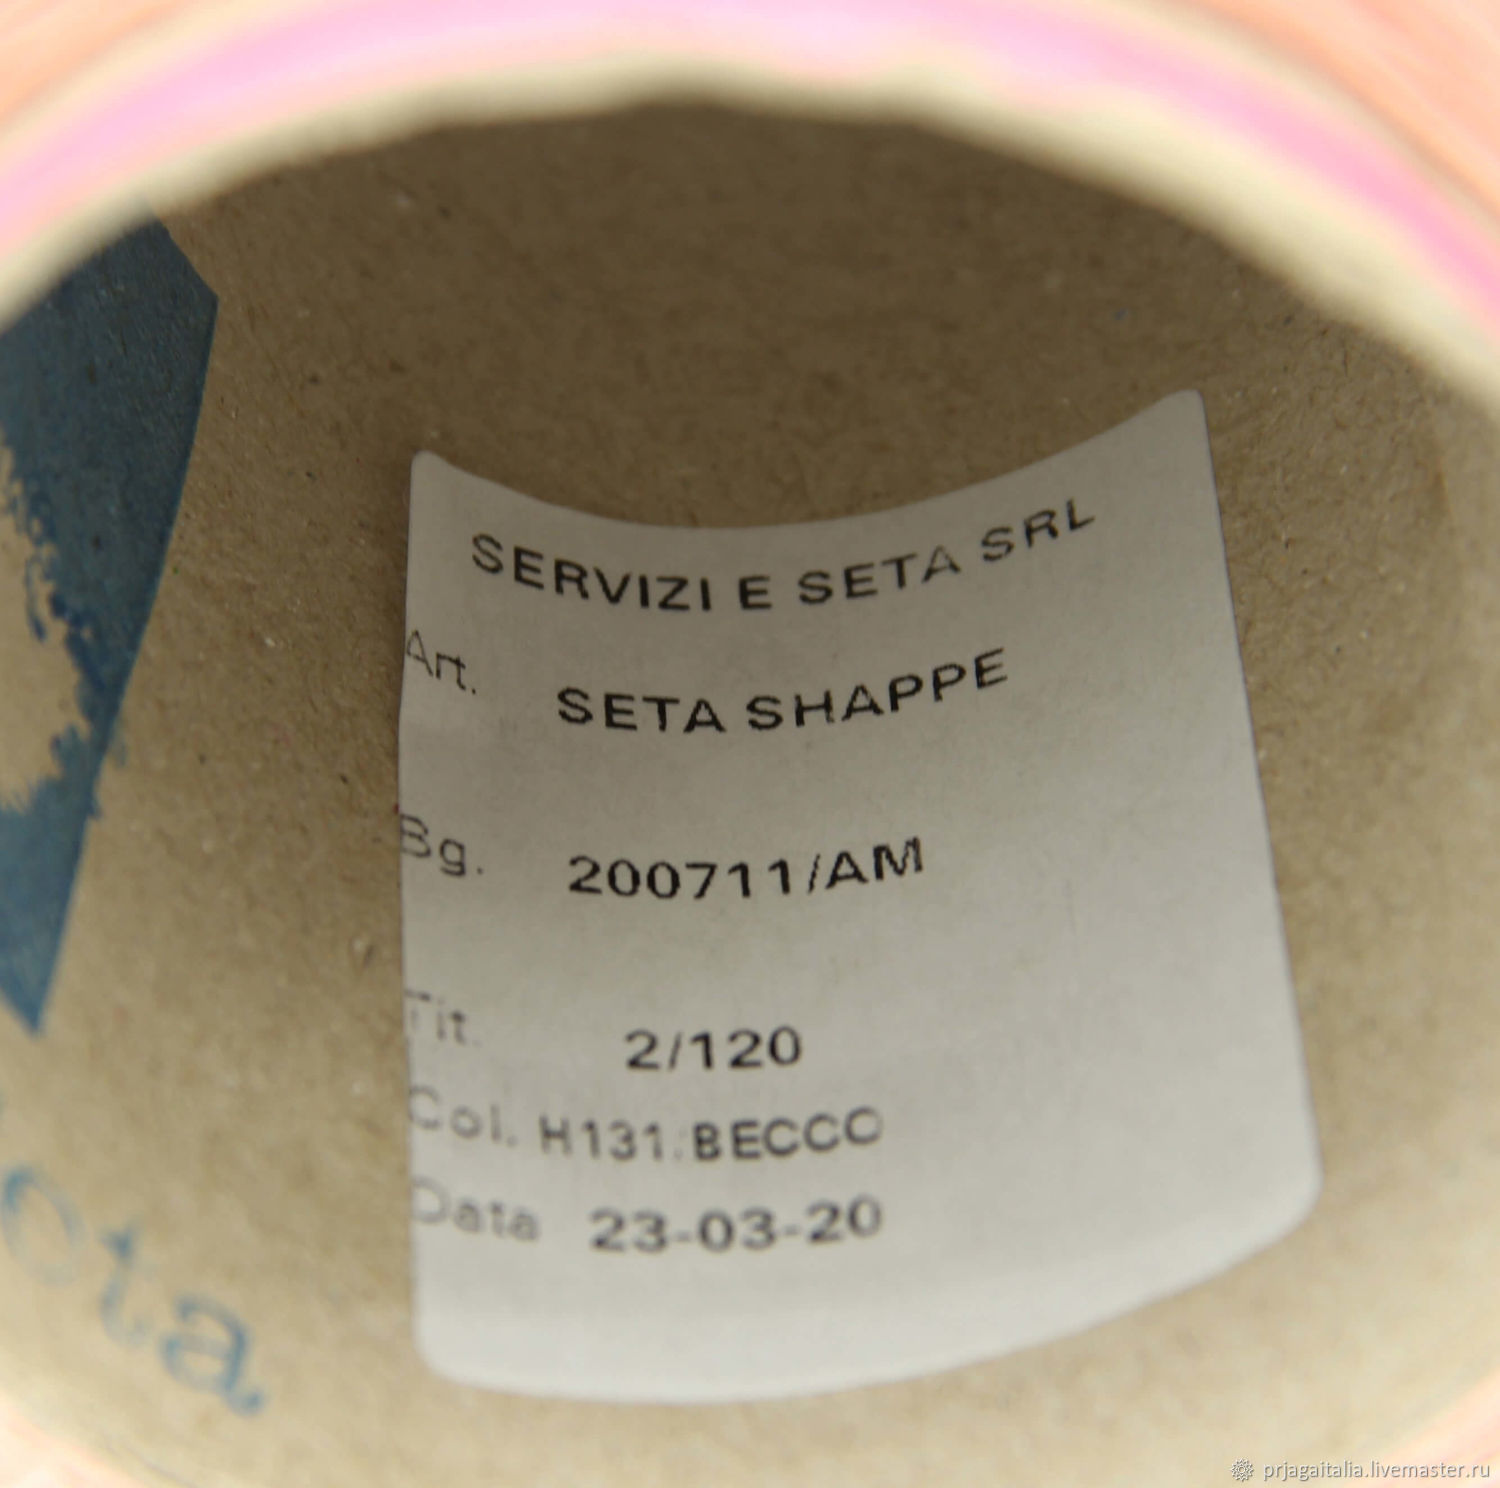 SERVIZI E SETA SRL
Art. SETA SHAPPE
Bg. 200711/AM
Tit. 2/120
Col. H131.BECCO
Data 23-03-20
ota
prjagaitalia.livemaster.ru